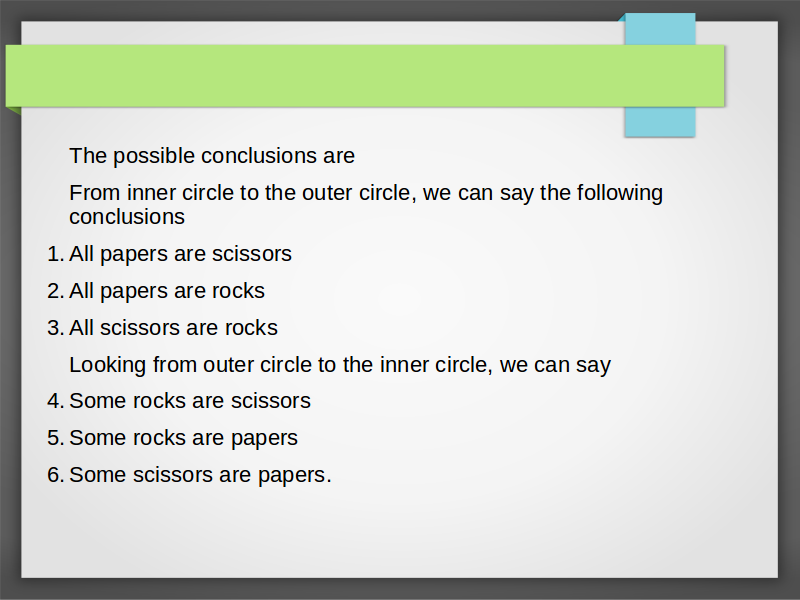 The possible conclusions are
From inner circle to the outer circle, we can say the following
conclusions
1. All papers are scissors
2. All papers are rocks
3. All scissors are rocks
Looking from outer circle to the inner circle, we can say
4. Some rocks are scissors
5. Some rocks are papers
6. Some scissors are papers.